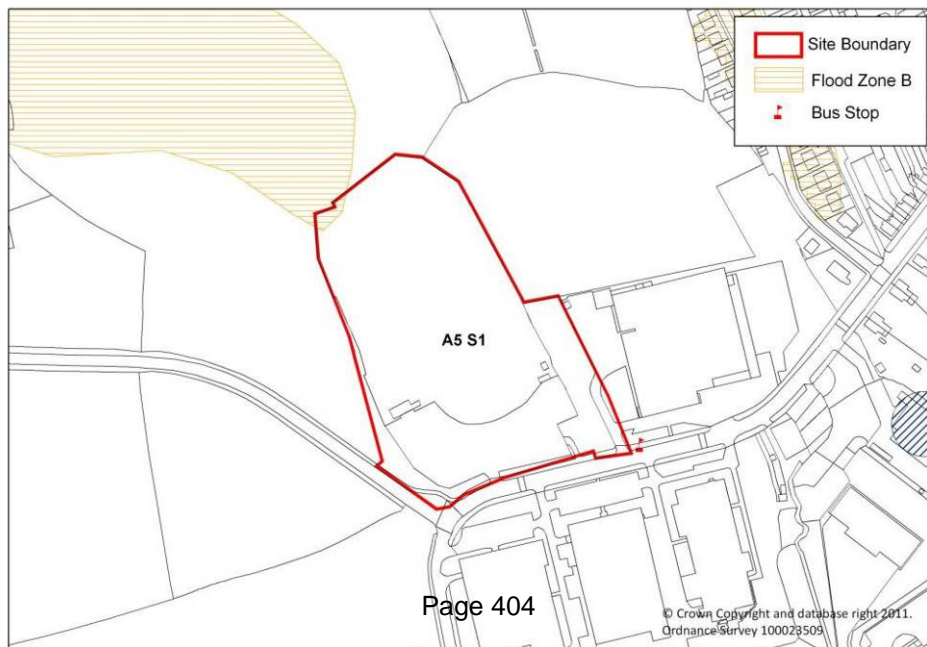 Site Boundary
Flood Zone B
Bus Stop
A5 S1
Page 404
© Crown Copyright and database right 2011.
Ordnance Survey 100023509